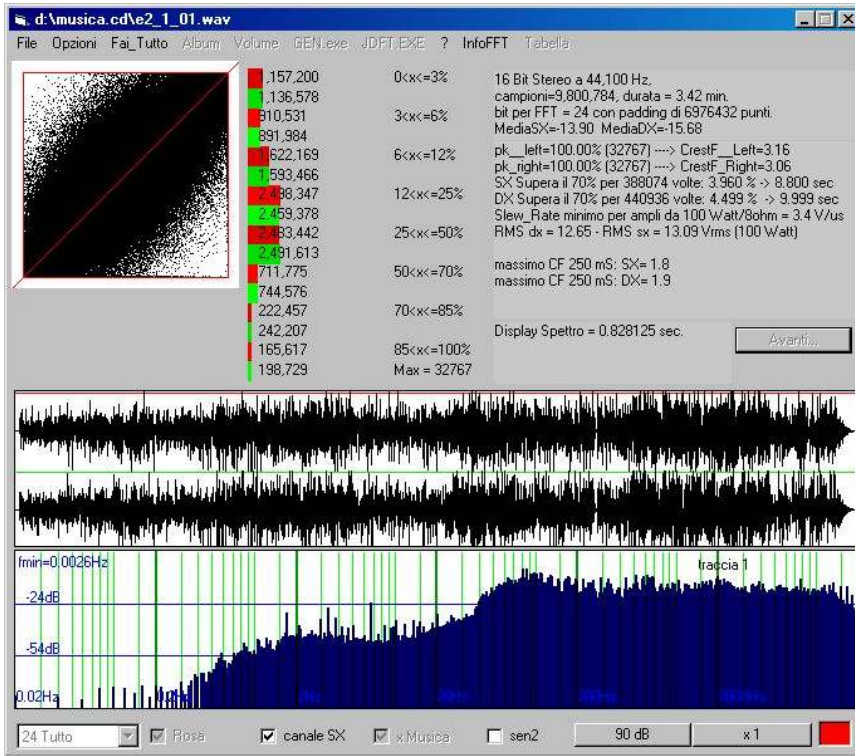 d:\musica.cd\e2_1_01.wav
File Opzioni Fai_Tutto Album Volume GEN.exe JDFT.EXE ? InfoFFT Tabella
1,157,200 0<x<=3%
1,136,578
910,531 3<x<=6%
891,984
1,622,169 6<x<=12%
1,593,466
2,498,347 12<x<=25%
2,459,378
2,483,442 25<x<=50%
2,491,613
711,775 50<x<=70%
744,576
222,457 70<x<=85%
242,207
165,617 85<x<=100%
198,729 Max = 32767
16 Bit Stereo a 44,100 Hz,
campioni=9,800,784, durata = 3.42 min.
bit per FFT = 24 con padding di 6976432 punti.
MediaSX=-13.90 MediaDX=-15.68
pk__left=100.00% (32767) ----> CrestF__Left=3.16
pk_right=100.00% (32767) ----> CrestF_Right=3.06
SX Supera il 70% per 388074 volte: 3.960 % -> 8.800 sec
DX Supera il 70% per 440936 volte: 4.499 % -> 9.999 sec
Slew_Rate minimo per ampli da 100 Watt/8ohm = 3.4 V/us
RMS dx = 12.65 - RMS sx = 13.09 Vrms (100 Watt)
massimo CF 250 mS: SX= 1.8
massimo CF 250 mS: DX= 1.9
Display Spettro = 0.828125 sec.
Avanti...
fmin=0.0026Hz
traccia 1
-24dB
-54dB
0.02Hz 0.2Hz 2Hz 20Hz 200Hz 2000Hz
24 Tutto Rosa canale SX x Musica sen2 90 dB x 1